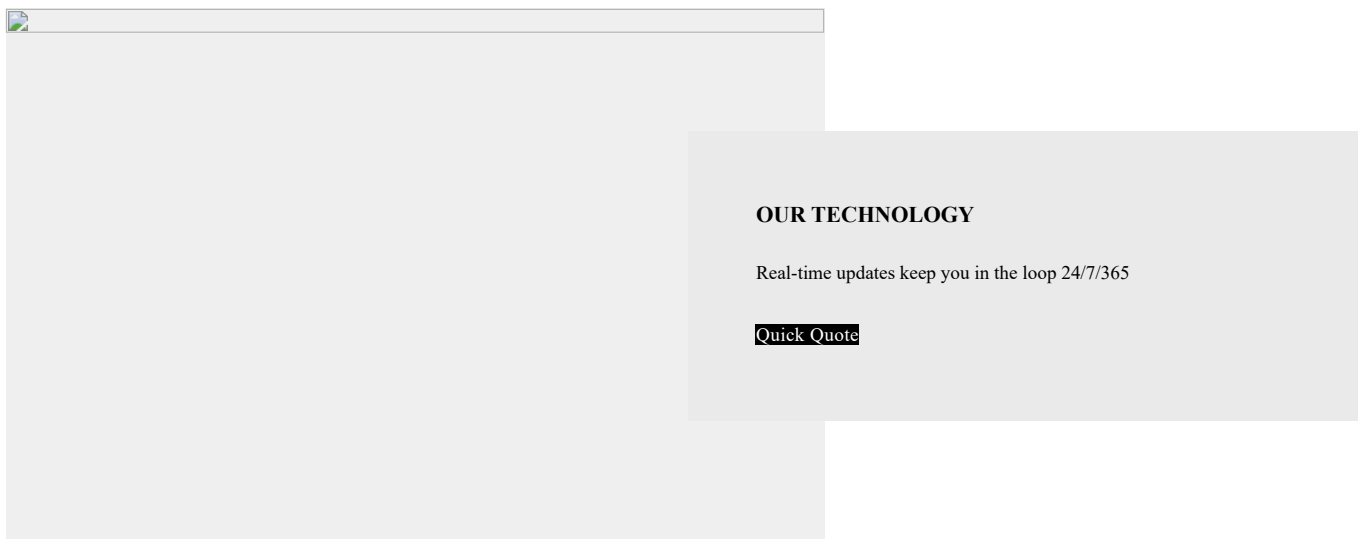 OUR TECHNOLOGY
Real-time updates keep you in the loop 24/7/365
Quick Quote